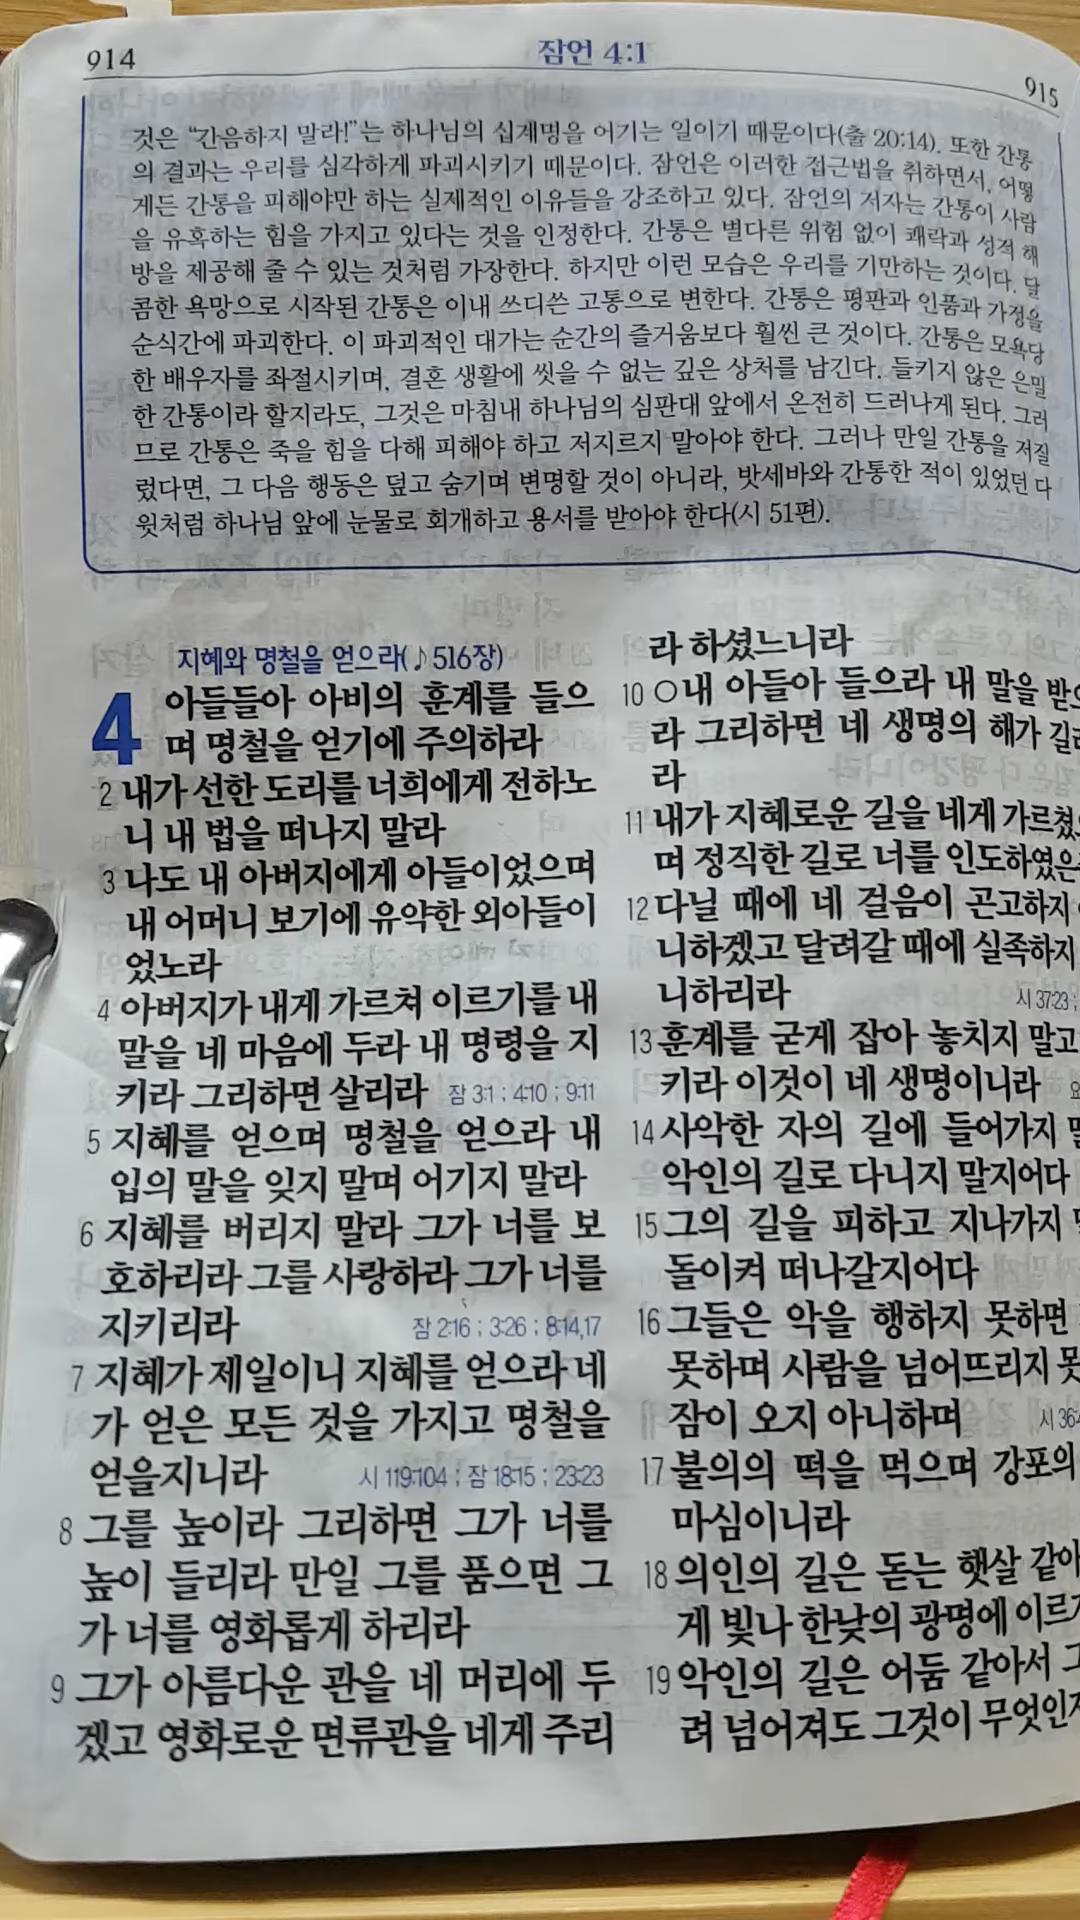 914
잠언 4:1
915
것은 “간음하지 말라!”는 하나님의 십계명을 어기는 일이기 때문이다(출 20:14). 또한 간통
의 결과는 우리를 심각하게 파괴시키기 때문이다. 잠언은 이러한 접근법을 취하면서, 어떻
게든 간통을 피해야만 하는 실제적인 이유들을 강조하고 있다. 잠언의 저자는 간통이 사람
을 유혹하는 힘을 가지고 있다는 것을 인정한다. 간통은 별다른 위험 없이 쾌락과 성적 해
방을 제공해 줄 수 있는 것처럼 가장한다. 하지만 이런 모습은 우리를 기만하는 것이다. 달
콤한 욕망으로 시작된 간통은 이내 쓰디쓴 고통으로 변한다. 간통은 평판과 인품과 가정을
순식간에 파괴한다. 이 파괴적인 대가는 순간의 즐거움보다 훨씬 큰 것이다. 간통은 모욕당
한 배우자를 좌절시키며, 결혼 생활에 씻을 수 없는 깊은 상처를 남긴다. 들키지 않은 은밀
한 간통이라 할지라도, 그것은 마침내 하나님의 심판대 앞에서 온전히 드러나게 된다. 그러
므로 간통은 죽을 힘을 다해 피해야 하고 저지르지 말아야 한다. 그러나 만일 간통을 저질
렀다면, 그 다음 행동은 덮고 숨기며 변명할 것이 아니라, 밧세바와 간통한 적이 있었던 다
윗처럼 하나님 앞에 눈물로 회개하고 용서를 받아야 한다(시 51편).
지혜와 명철을 얻으라(♪516장)
4 아들들아 아비의 훈계를 들으
며 명철을 얻기에 주의하라
2 내가 선한 도리를 너희에게 전하노
니 내 법을 떠나지 말라
3 나도 내 아버지에게 아들이었으며
내 어머니 보기에 유약한 외아들이
었노라
4 아버지가 내게 가르쳐 이르기를 내
말을 네 마음에 두라 내 명령을 지
키라 그리하면 살리라 잠 3:1 ; 4:10 ; 9:11
5 지혜를 얻으며 명철을 얻으라 내
입의 말을 잊지 말며 어기지 말라
6 지혜를 버리지 말라 그가 너를 보
호하리라 그를 사랑하라 그가 너를
지키리라 잠 2:16 ; 3:26 ; 8:14,17
7 지혜가 제일이니 지혜를 얻으라 네
가 얻은 모든 것을 가지고 명철을
얻을지니라 시 119:104 ; 잠 18:15 ; 23:23
8 그를 높이라 그리하면 그가 너를
높이 들리라 만일 그를 품으면 그
가 너를 영화롭게 하리라
9 그가 아름다운 관을 네 머리에 두
겠고 영화로운 면류관을 네게 주리
라 하셨느니라
10 ○내 아들아 들으라 내 말을 받으
라 그리하면 네 생명의 해가 길리
라
11 내가 지혜로운 길을 네게 가르쳤으
며 정직한 길로 너를 인도하였은
12 다닐 때에 네 걸음이 곤고하지
니하겠고 달려갈 때에 실족하지
니하리라 시 37:23 ;
13 훈계를 굳게 잡아 놓치지 말고
키라 이것이 네 생명이니라
14 사악한 자의 길에 들어가지 말
악인의 길로 다니지 말지어다
15 그의 길을 피하고 지나가지
돌이켜 떠나갈지어다
16 그들은 악을 행하지 못하면
못하며 사람을 넘어뜨리지 못
잠이 오지 아니하며 시 36:4
17 불의의 떡을 먹으며 강포의
마심이니라
18 의인의 길은 돋는 햇살 같아
게 빛나 한낮의 광명에 이르
19 악인의 길은 어둠 같아서 그
려 넘어져도 그것이 무엇인지